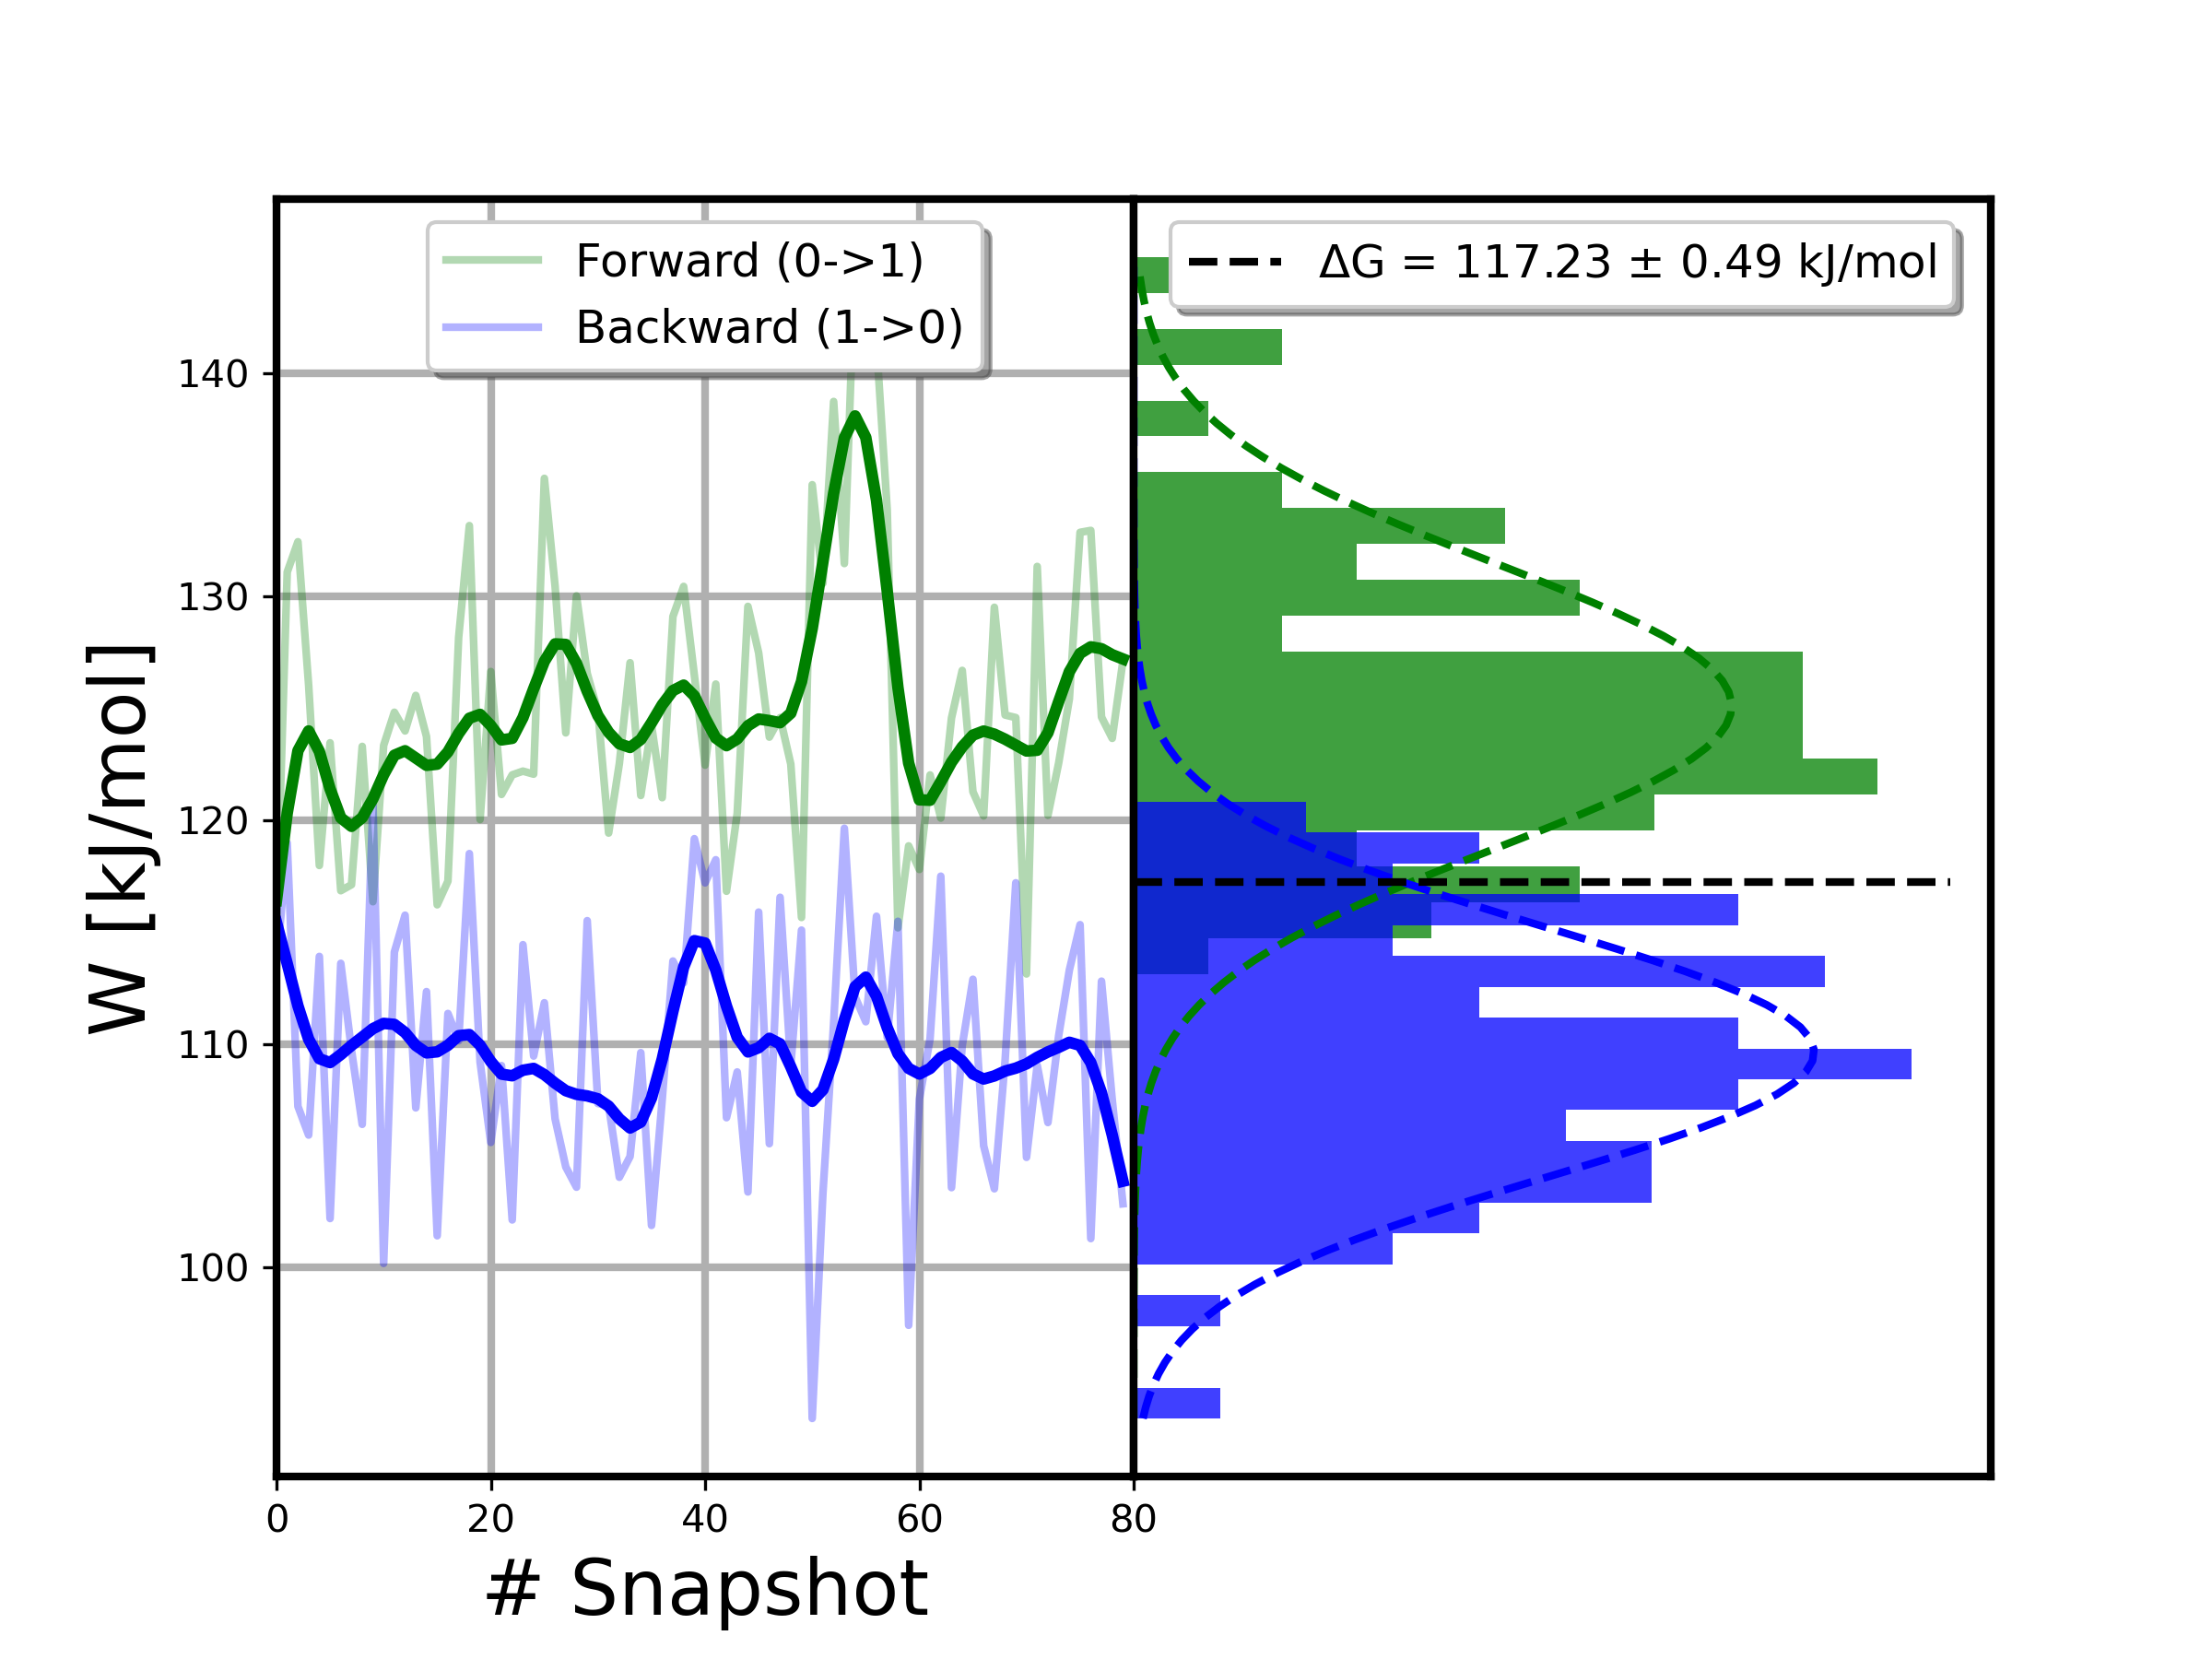 Forward (0->1)
Backward (1->0)
ΔG = 117.23 ± 0.49 kJ/mol
140
130
120
110
100
W [kJ/mol]
0 20 40 60 80
# Snapshot